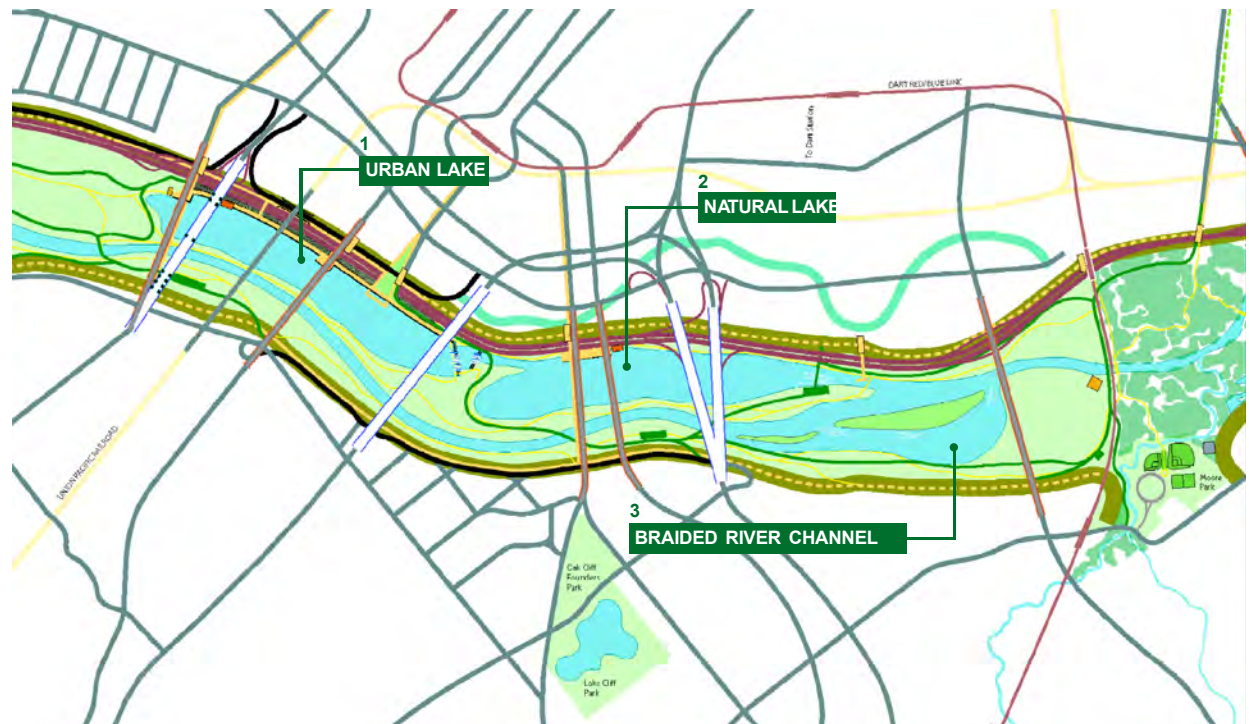 DART RED/BLUE LINE
To Dart Station
1
URBAN LAKE
2
NATURAL LAKE
UNION PACIFIC RAILROAD
Moore
Park
3
BRAIDED RIVER CHANNEL
Oak Cliff
Founders
Park
Lake Cliff
Park